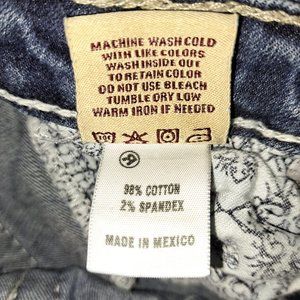 MACHINE WASH COLD
WITH LIKE COLORS
WASH INSIDE OUT
TO RETAIN COLOR
DO NOT USE BLEACH
TUMBLE DRY LOW
WARM IRON IF NEEDED
98% COTTON
2% SPANDEX
MADE IN MEXICO